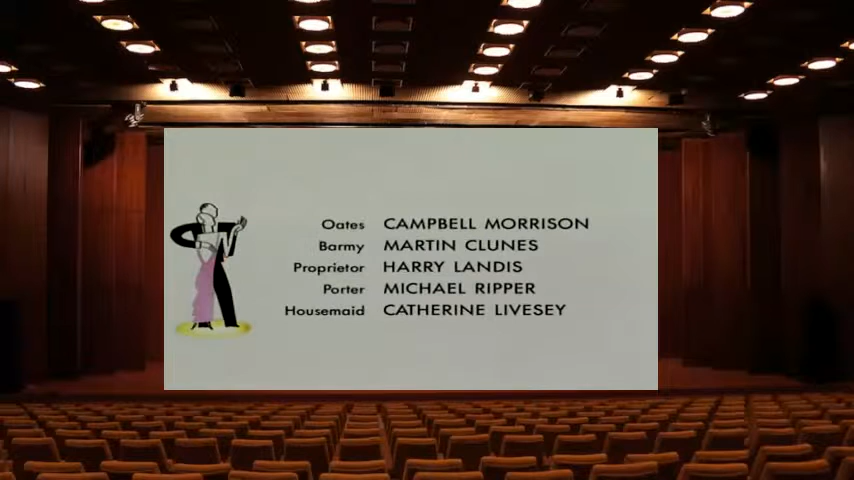 Oates CAMPBELL MORRISON
Barmy MARTIN CLUNES
Proprietor HARRY LANDIS
Porter MICHAEL RIPPER
Housemaid CATHERINE LIVESEY